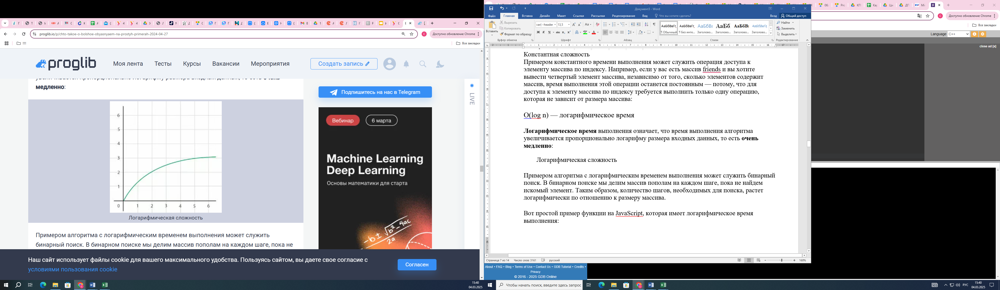 proglib.io/p/chto-takoe-o-bolshoe-obyasnyaem-na-prostyh-primerah-2024-04-27
Доступно обновление Chrome
!!!!
Все закладки
proglib
Моя лента
Тесты
Курсы
Вакансии
Мероприятия
Создать запись
медленно:
6
5
4
3
2
1
0 1 2 3 4 5 6
Логарифмическая сложность
Примером алгоритма с логарифмическим временем выполнения может служить
бинарный поиск. В бинарном поиске мы делим массив пополам на каждом шаге, пока не
Подпишитесь на нас в Telegram
LIVE
Вебинар
6 марта
Machine Learning
Deep Learning
Основы математики для старта
-b ± √b² - 4ac
2a
Наш сайт использует файлы cookie для вашего максимального удобства. Пользуясь сайтом, вы даете свое согласие с
условиями пользования cookie
Согласен
15:40
04.03.2025
Документ3 - Word
Файл
Главная
Вставка
Дизайн
Макет
Ссылки
Рассылки
Рецензирование
Вид
Что вы хотите сделать?
Вход
Общий доступ
Вставить
Вырезать
Копировать
Формат по образцу
Буфер обмена
var(--header
13,5
Шрифт
Абзац
АаБбВвГг,
¶ Обычный
АаБбВвГг,
¶ Без инте...
Заголово...
Заголово...
Заголово...
Заголово...
Стили
Найти
Заменить
Выделить
Редактирование
Константная сложность
Примером константного времени выполнения может служить операция доступа к
элементу массива по индексу. Например, если у вас есть массив friends и вы хотите
вывести четвертый элемент массива, независимо от того, сколько элементов содержит
массив, время выполнения этой операции останется постоянным — потому, что для
доступа к элементу массива по индексу требуется выполнить только одну операцию,
которая не зависит от размера массива:
O(log n) — логарифмическое время
Логарифмическое время выполнения означает, что время выполнения алгоритма
увеличивается пропорционально логарифму размера входных данных, то есть очень
медленно:
Логарифмическая сложность
Примером алгоритма с логарифмическим временем выполнения может служить бинарный
поиск. В бинарном поиске мы делим массив пополам на каждом шаге, пока не найдем
искомый элемент. Таким образом, количество шагов, необходимых для поиска, растет
логарифмически по отношению к размеру массива.
Вот простой пример функции на JavaScript, которая имеет логарифмическое время
выполнения:
Страница 7 из 14
Число слов: 3161
русский
160%
About • FAQ • Blog • Terms of Use • Contact Us • GDB Tutorial • Credits •
Privacy
© 2016 - 2025 GDB Online
Доступно обновление Chrome
Все закладки
Language
C++
close ad [x]
Чтобы начать поиск, введите здесь запрос
РУС
15:40
04.03.2025